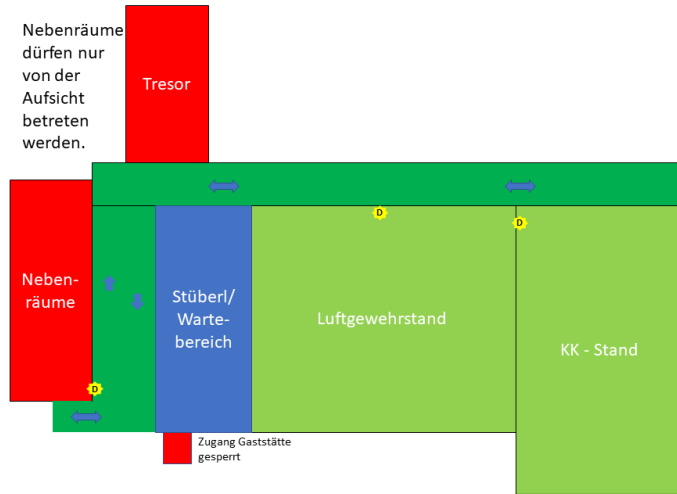 Nebenräume
dürfen nur
von der
Aufsicht
betreten
werden.
Tresor
D
D
Neben-
räume
Stüberl/
Warte-
bereich
Luftgewehrstand
KK - Stand
D
Zugang Gaststätte
gesperrt